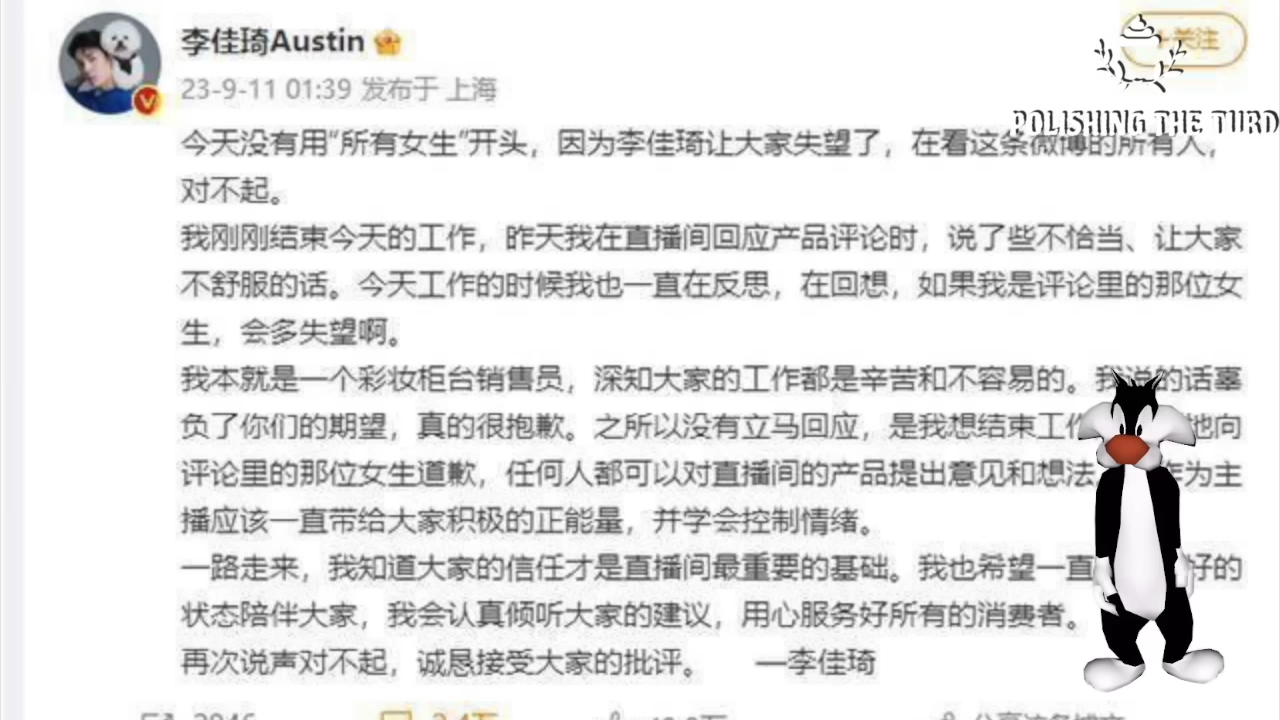 李佳琦Austin
关注
23-9-11 01:39 发布于 上海
POLISHING THE TURD
今天没有用“所有女生”开头，因为李佳琦让大家失望了，在看这条微博的所有人，
对不起。
我刚刚结束今天的工作，昨天我在直播间回应产品评论时，说了些不恰当、让大家
不舒服的话。今天工作的时候我也一直在反思，在回想，如果我是评论里的那位女
生，会多失望啊。
我本就是一个彩妆柜台销售员，深知大家的工作都是辛苦和不容易的。我说的话辜
负了你们的期望，真的很抱歉。之所以没有立马回应，是我想结束工作 地向
评论里的那位女生道歉，任何人都可以对直播间的产品提出意见和想法 为主
播应该一直带给大家积极的正能量，并学会控制情绪。
一路走来，我知道大家的信任才是直播间最重要的基础。我也希望一直 好的
状态陪伴大家，我会认真倾听大家的建议，用心服务好所有的消费者。
再次说声对不起，诚恳接受大家的批评。 —李佳琦